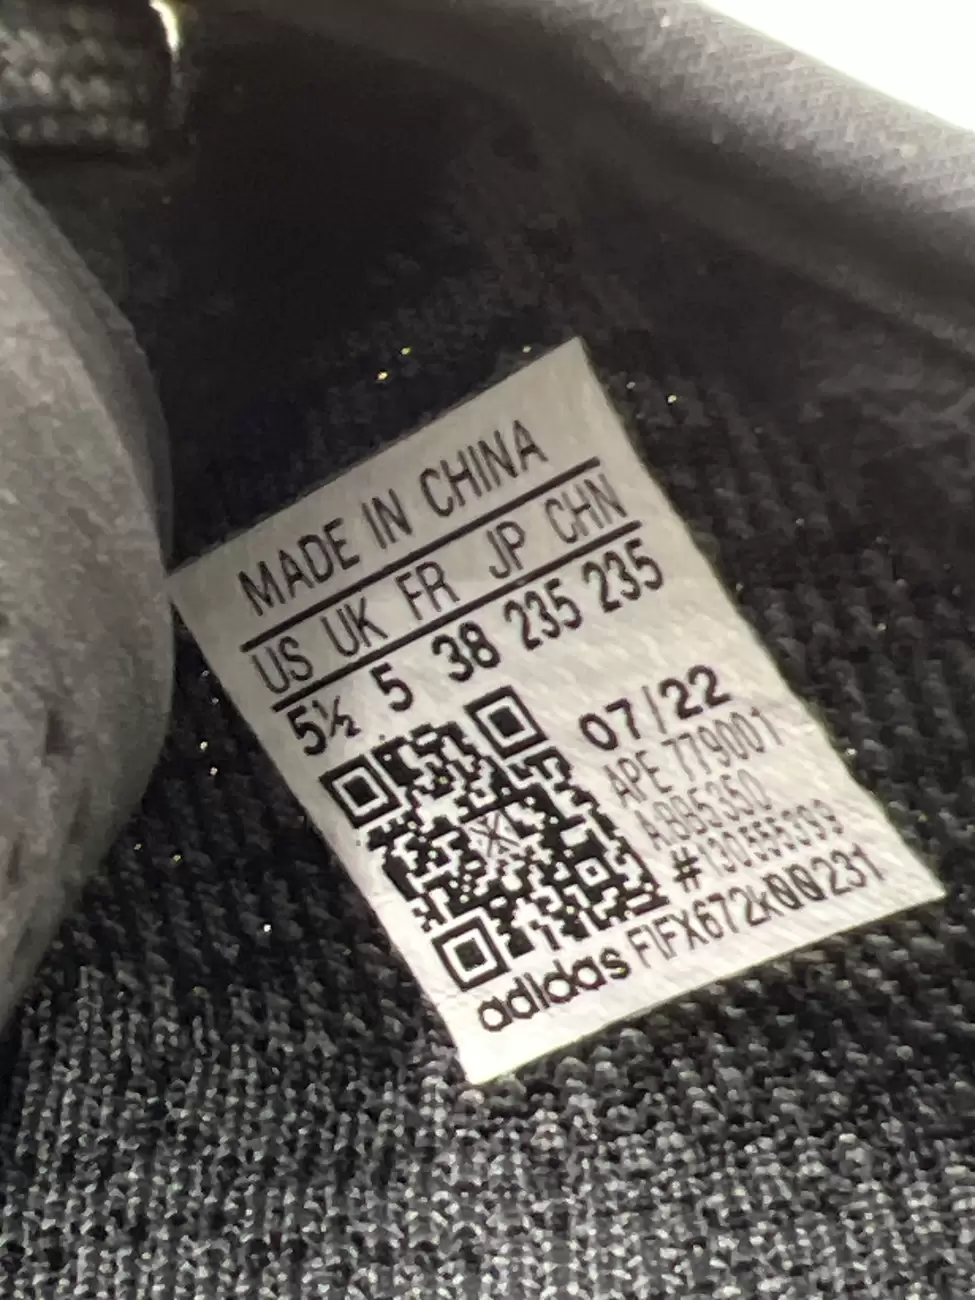 MADE IN CHINA
US UK FR JP CHN
5½ 5 38 235 235
07/22
APE 779001
adidas